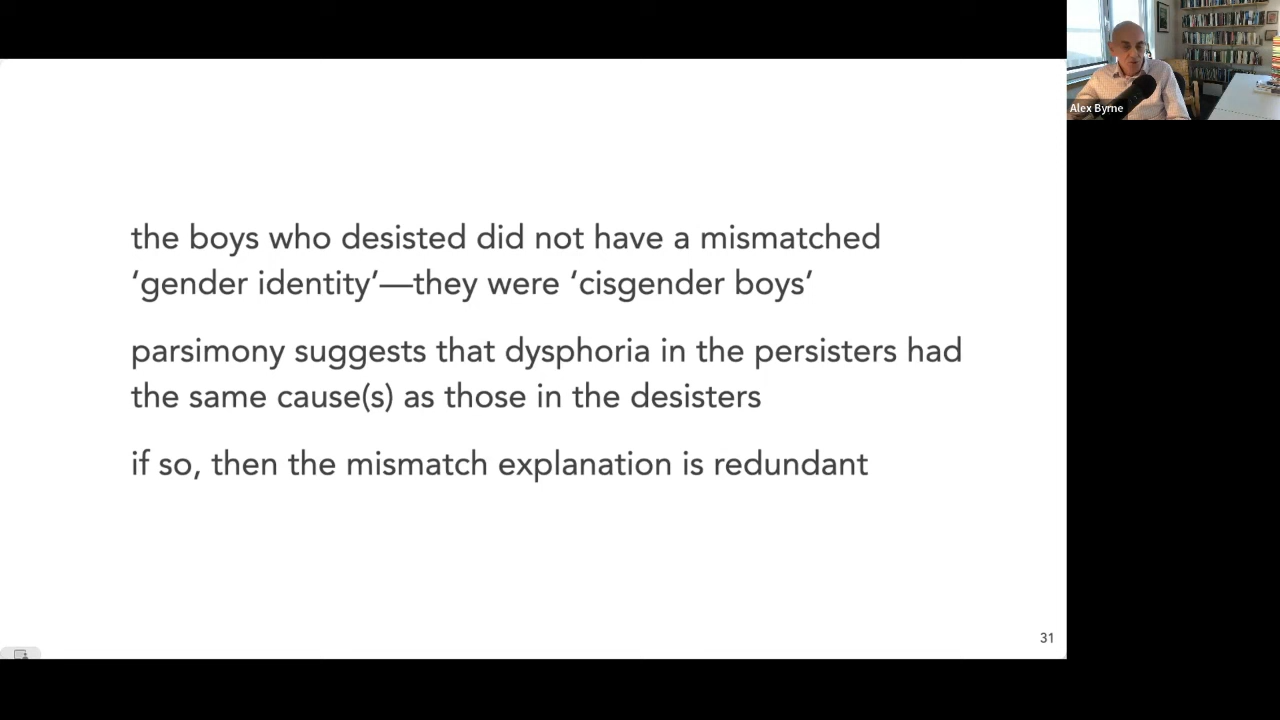 Alex Byrne
the boys who desisted did not have a mismatched
‘gender identity’—they were ‘cisgender boys’
parsimony suggests that dysphoria in the persisters had
the same cause(s) as those in the desisters
if so, then the mismatch explanation is redundant
31